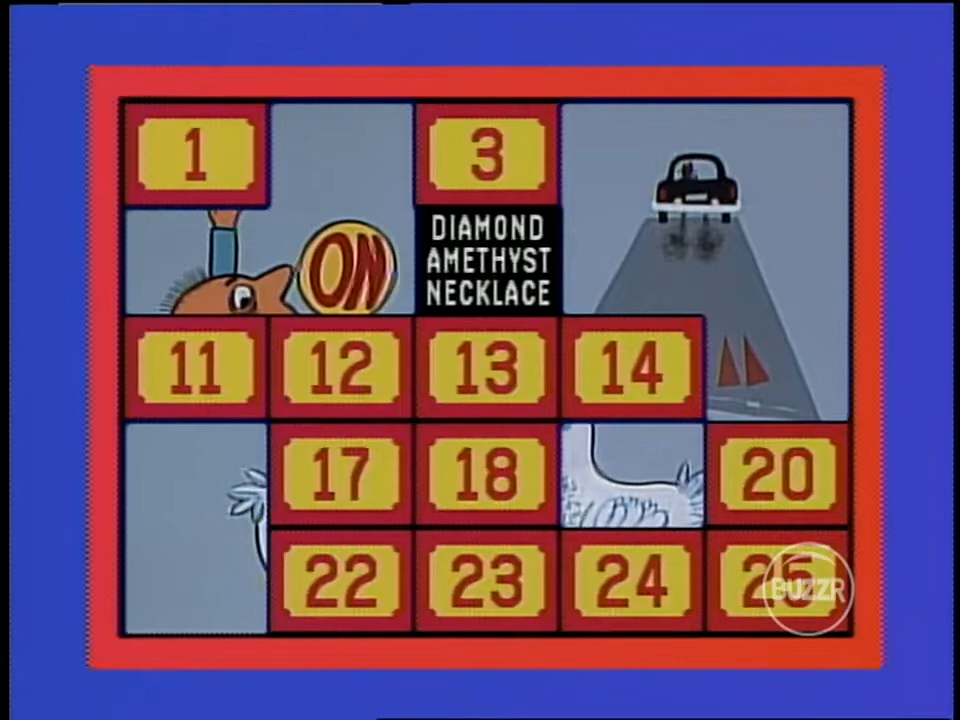 1
3
ON
DIAMOND
AMETHYST
NECKLACE
11
12
13
14
17
18
20
22
23
24
25
BUZZR